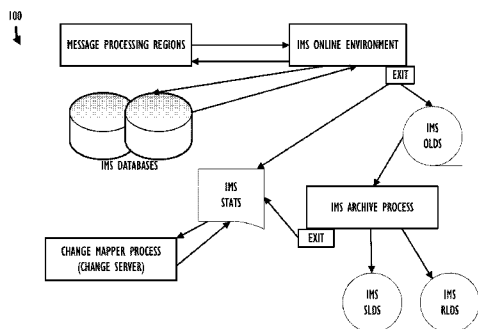 100
MESSAGE PROCESSING REGIONS
IMS ONLINE ENVIRONMENT
EXIT
IMS DATABASES
IMS
OLDS
IMS
STATS
IMS ARCHIVE PROCESS
EXIT
CHANGE MAPPER PROCESS
(CHANGE SERVER)
IMS
SLDS
IMS
RLDS